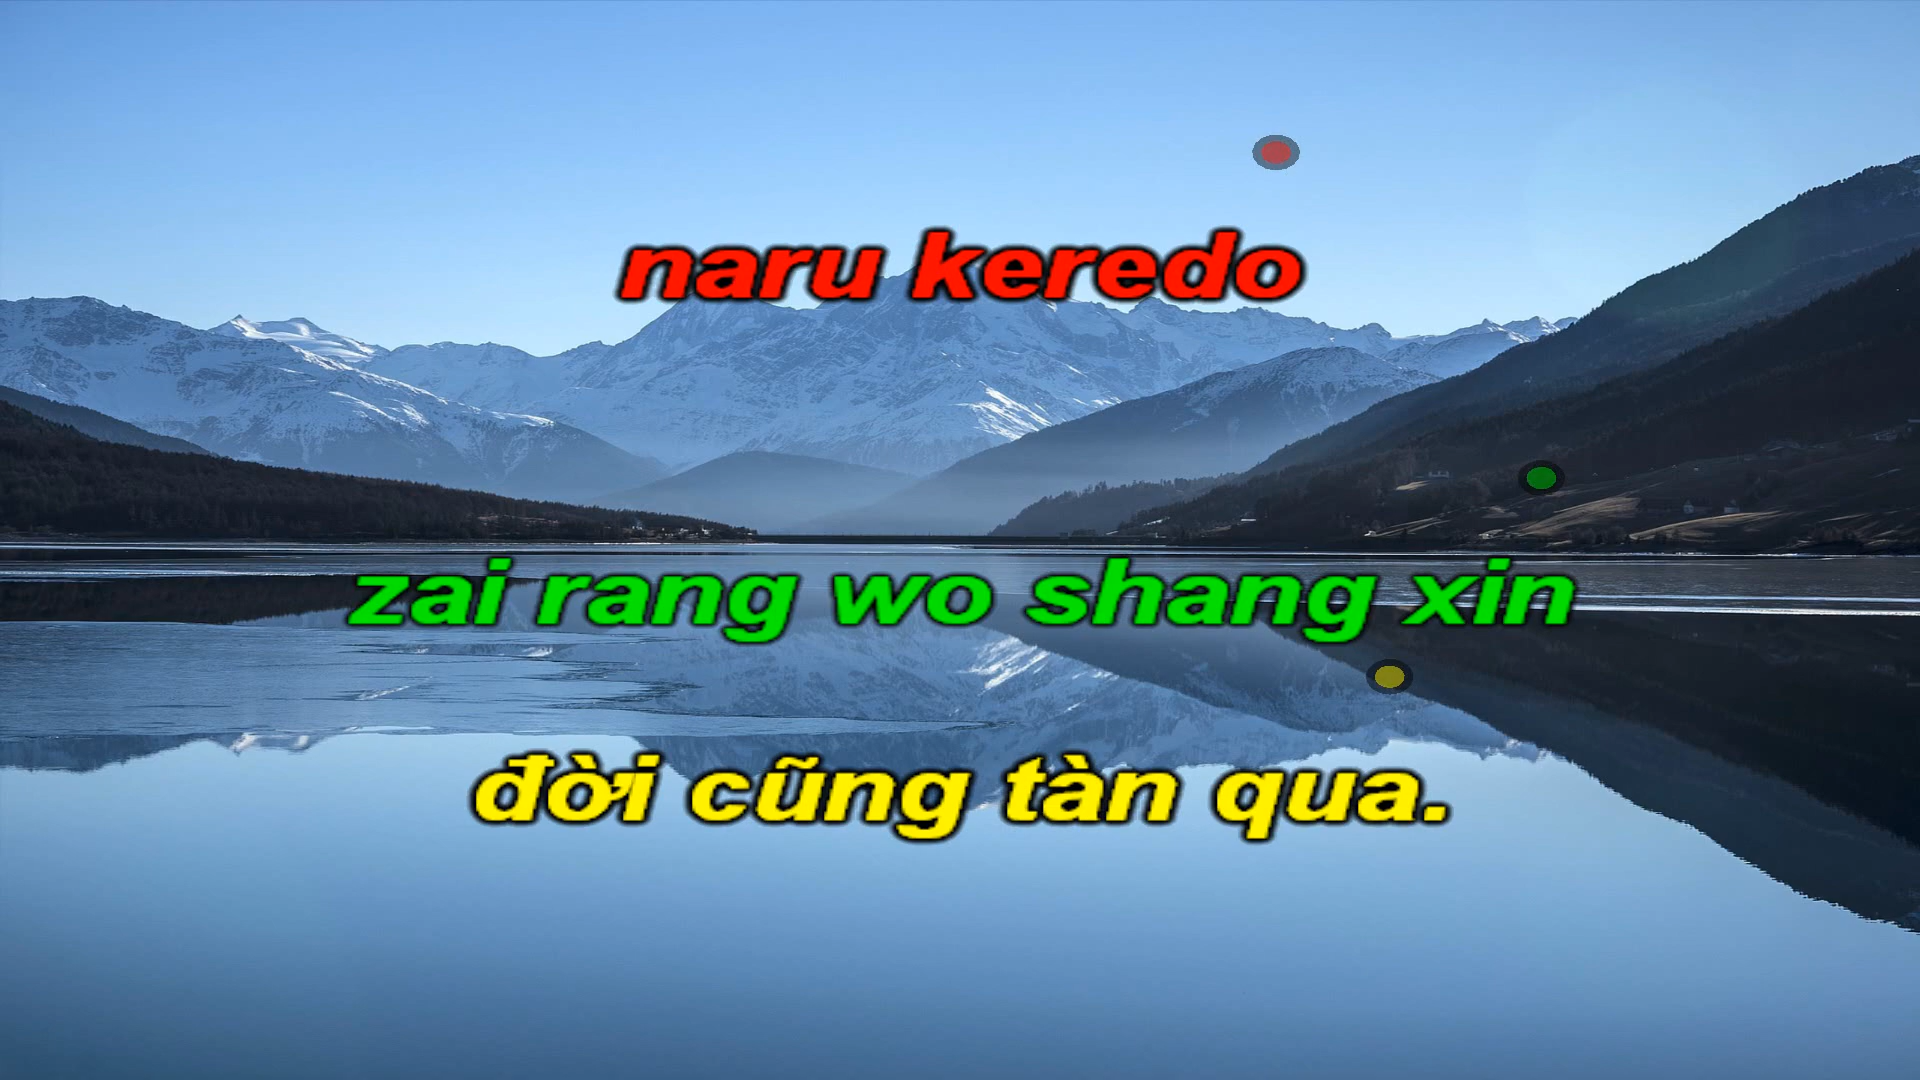 naru keredo
zai rang wo shang xin
đời cũng tàn qua.